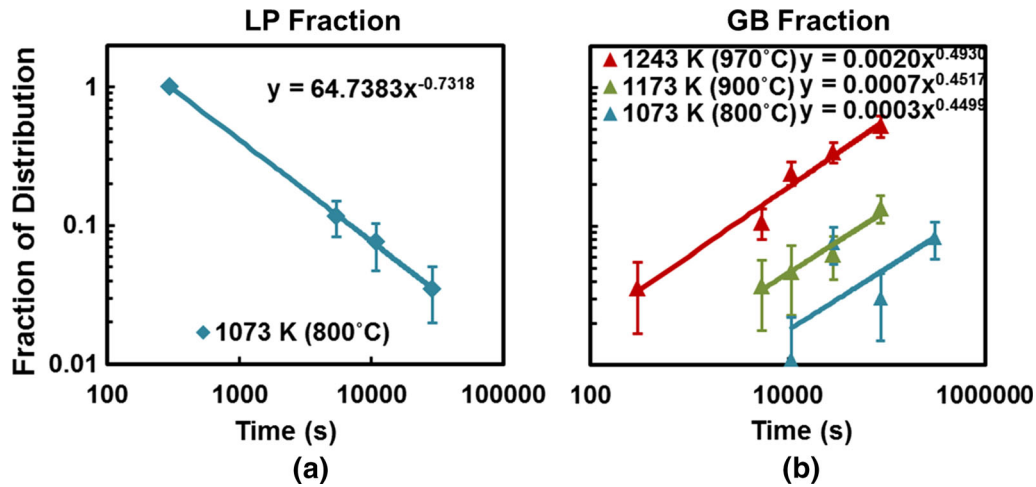 LP Fraction
Fraction of Distribution
1
0.1
0.01
y = 64.7383x^-0.7318
1073 K (800°C)
100 1000 10000 100000
Time (s)
(a)
GB Fraction
1243 K (970°C) y = 0.0020x^0.4930
1173 K (900°C) y = 0.0007x^0.4517
1073 K (800°C) y = 0.0003x^0.4499
100 10000 1000000
Time (s)
(b)